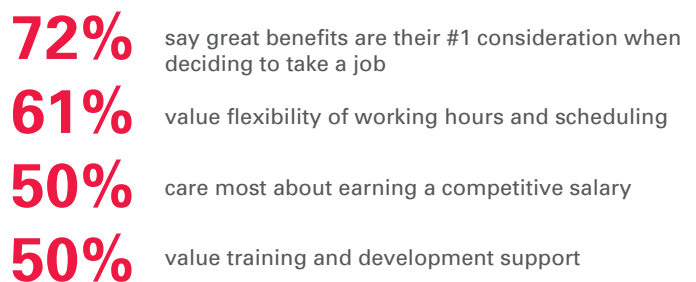 72%
say great benefits are their #1 consideration when
deciding to take a job
61%
value flexibility of working hours and scheduling
50%
care most about earning a competitive salary
50%
value training and development support